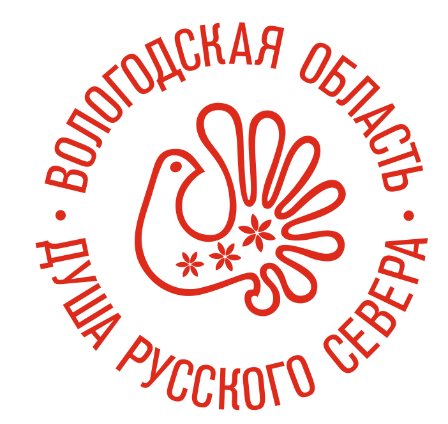 ВОЛОГОДСКАЯ ОБЛАСТЬ
ДУША РУССКОГО СЕВЕРА